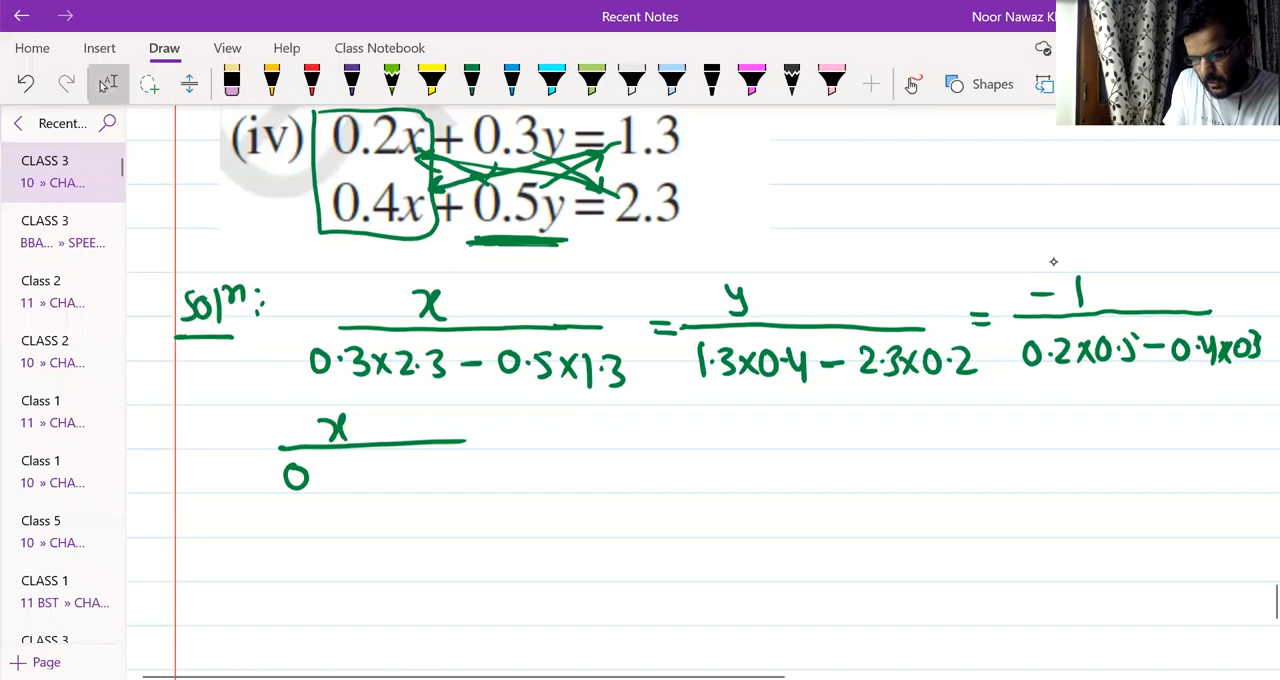 Recent Notes
Noor Nawaz
Home Insert Draw View Help Class Notebook
Shapes
Recent...
CLASS 3
10 » CHA...
CLASS 3
BBA... » SPEE...
Class 2
11 » CHA...
CLASS 2
10 » CHA...
Class 1
11 » CHA...
Class 1
10 » CHA...
Class 5
10 » CHA...
CLASS 1
11 BST » CHA...
CLASS 3
+ Page
(iv) 0.2x + 0.3y = 1.3
0.4x + 0.5y = 2.3
Solⁿ: x = y = -1
0.3×2.3 - 0.5×1.3 1.3×0.4 - 2.3×0.2 0.2×0.5 - 0.4×03
x
0